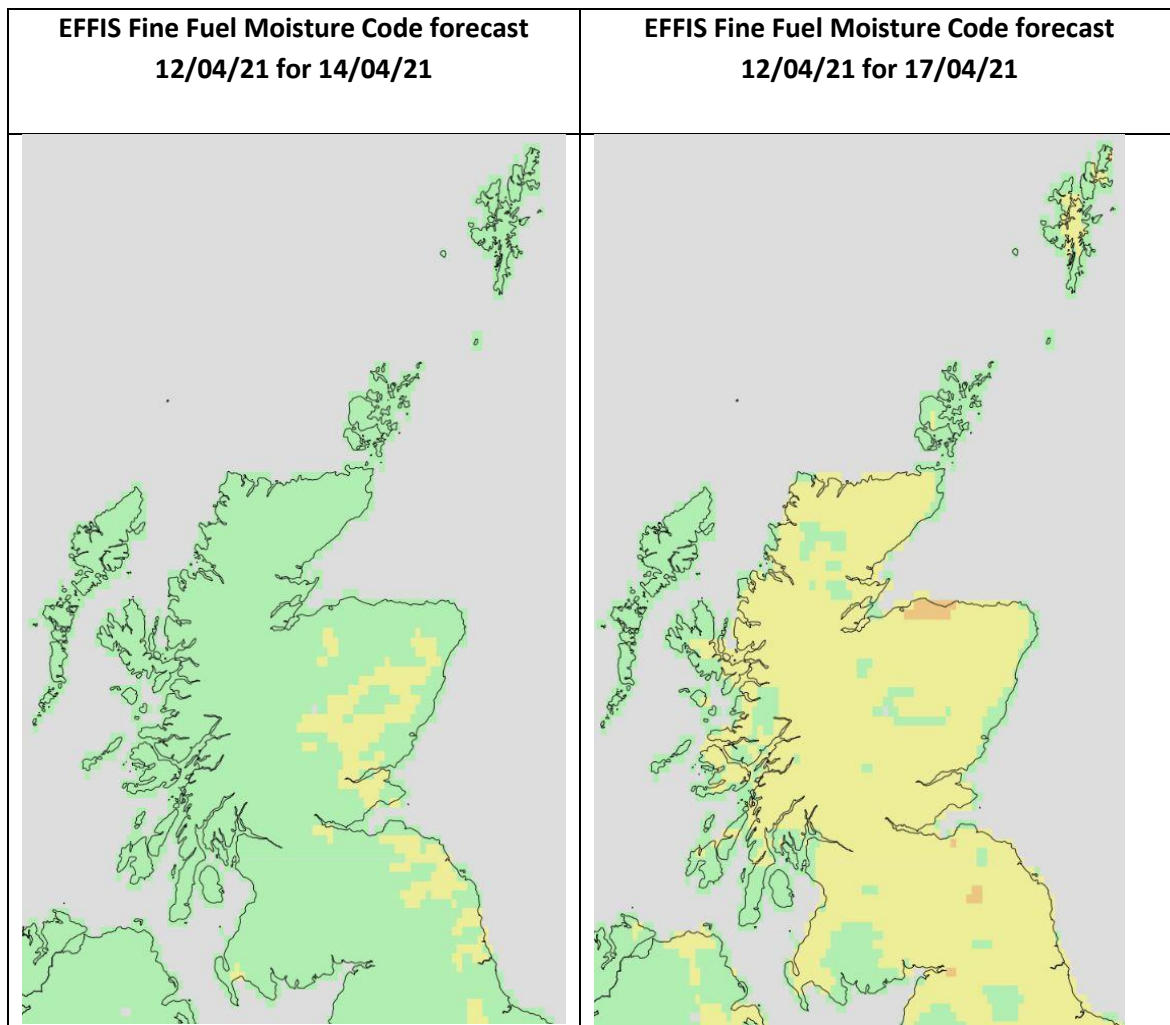 EFFIS Fine Fuel Moisture Code forecast
12/04/21 for 14/04/21
EFFIS Fine Fuel Moisture Code forecast
12/04/21 for 17/04/21